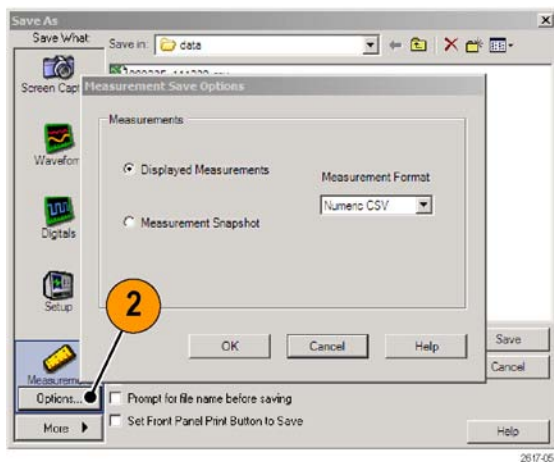 Save As
Save What:
Save in: data
Screen Capt
Measurement Save Options
Measurements
Displayed Measurements
Measurement Format
Numeric CSV
Measurement Snapshot
Waveform
Digitals
Setup
2
OK
Cancel
Help
Save
Cancel
Measureme
Options...
Prompt for file name before saving
Set Front Panel Print Button to Save
More
Help
2617-05